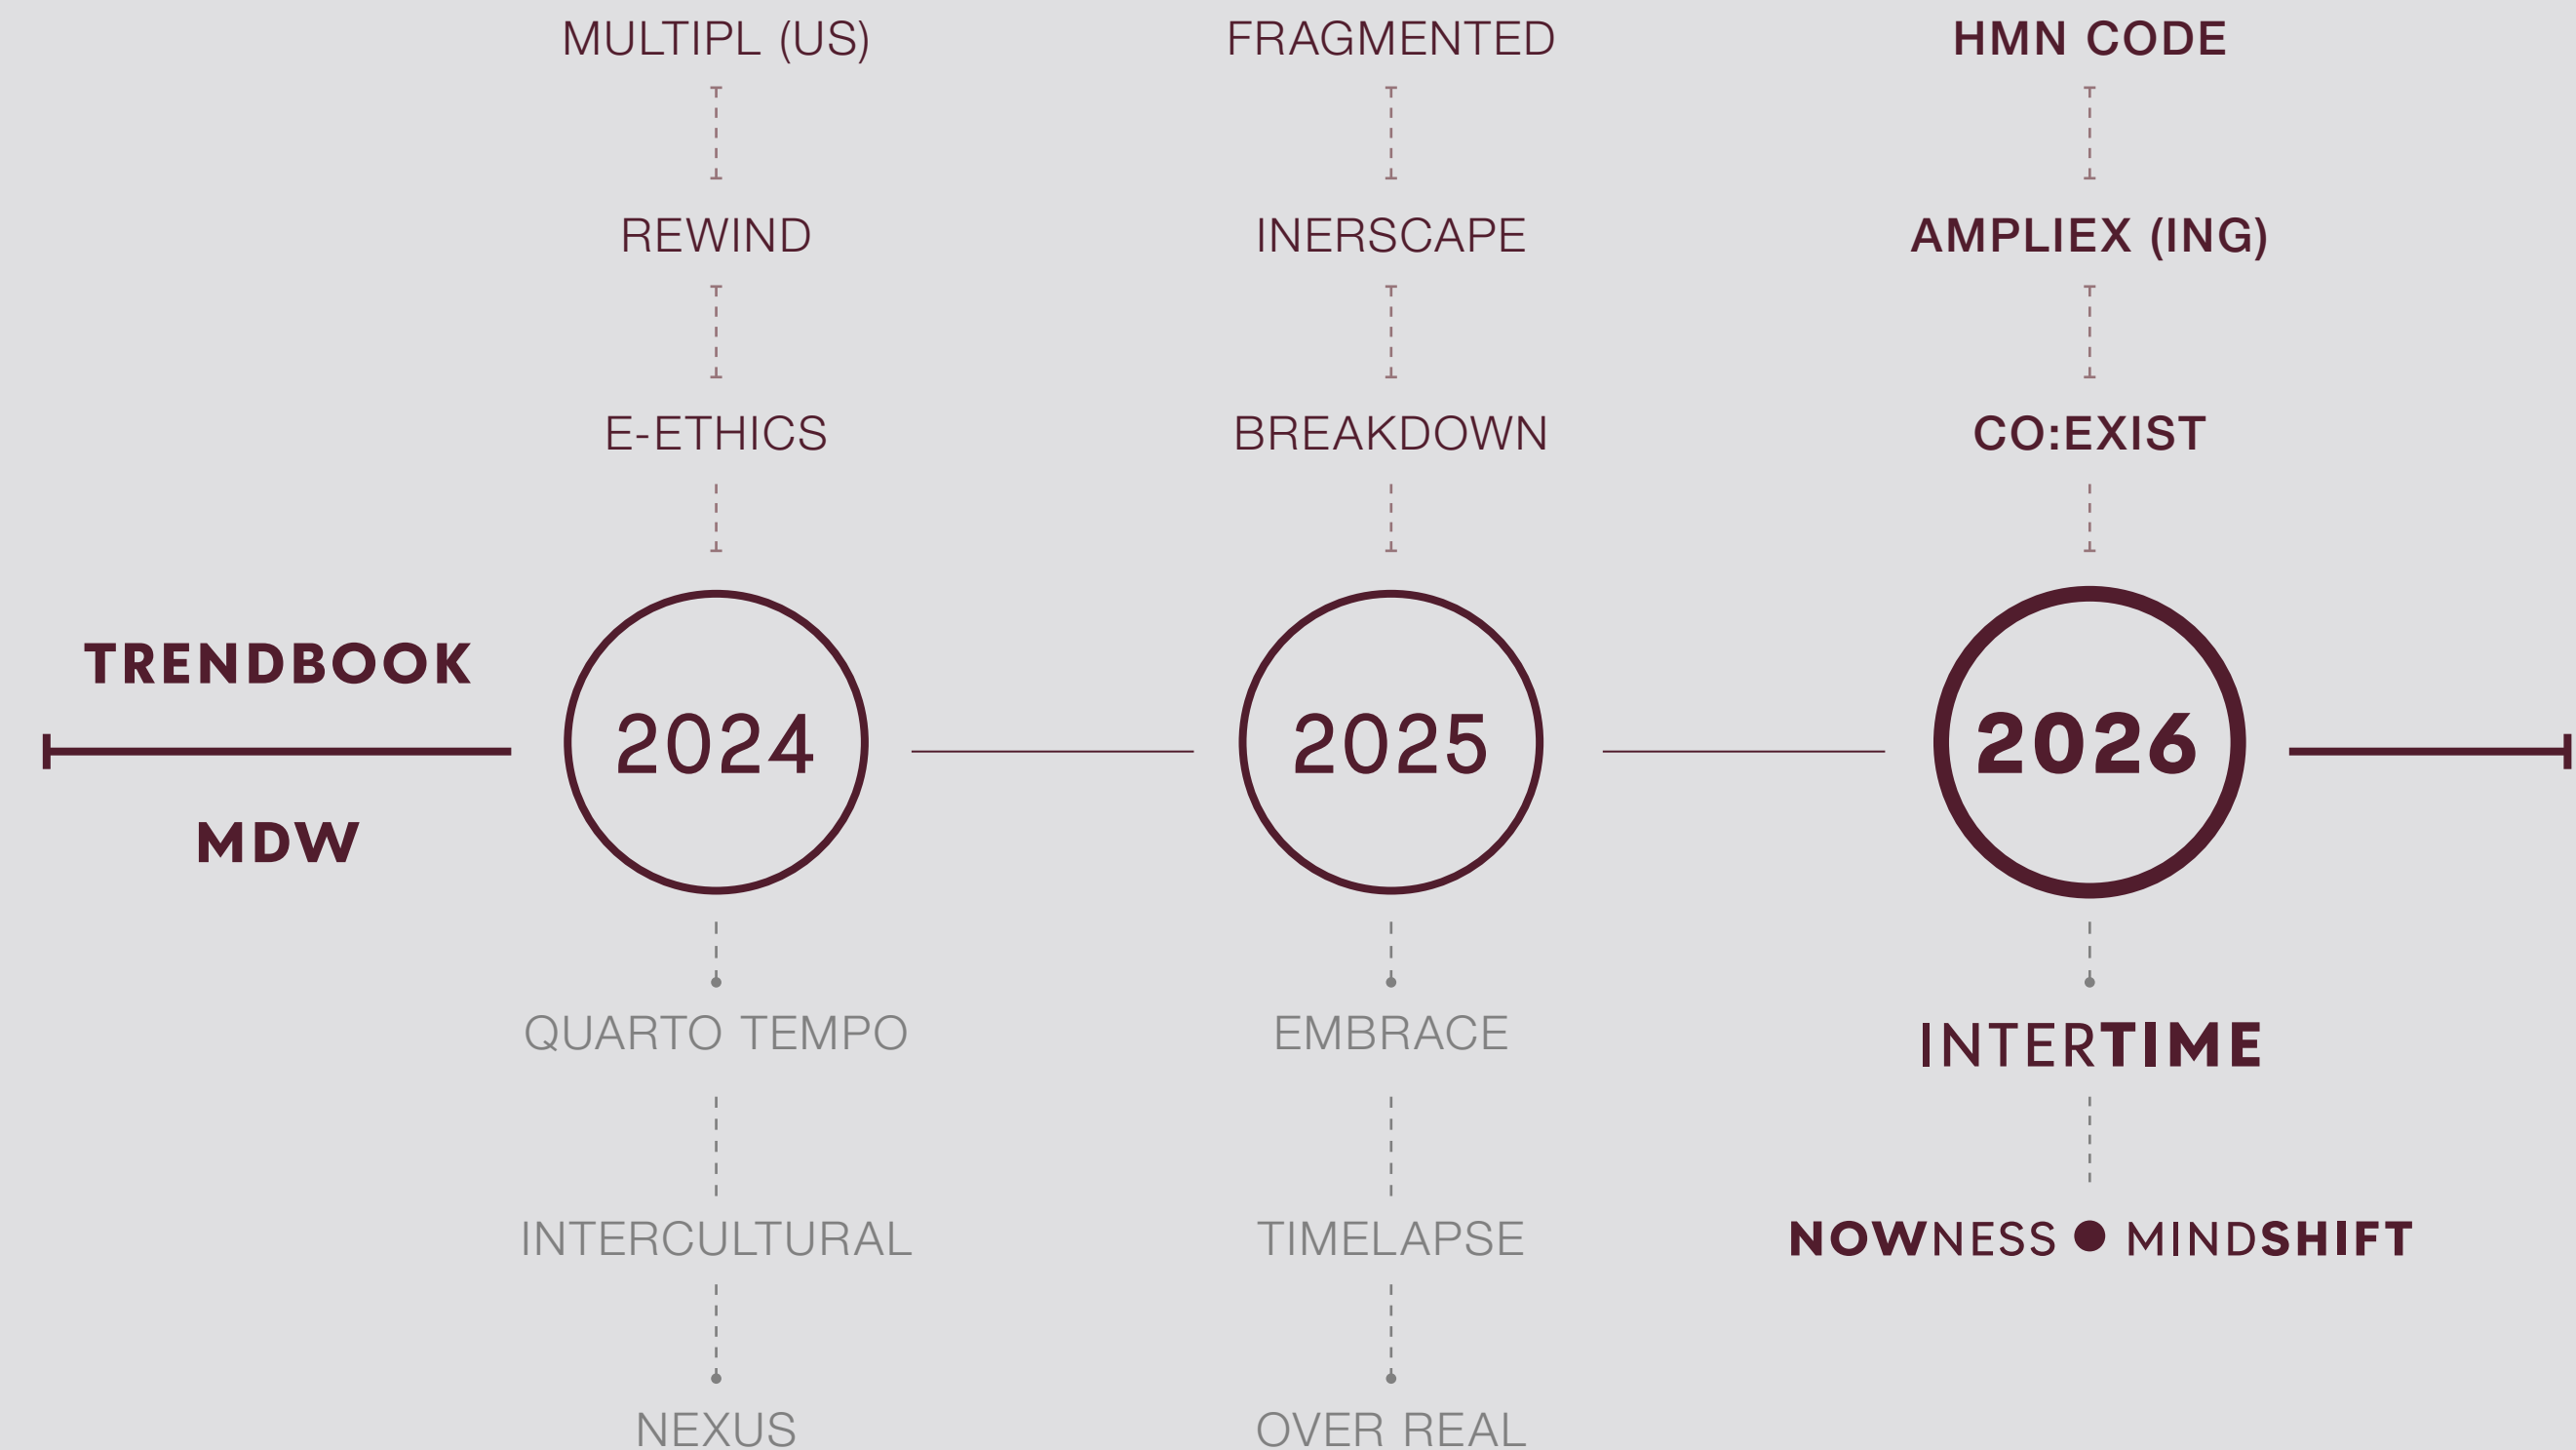 MULTIPL (US)
FRAGMENTED
HMN CODE
REWIND
INERSCAPE
AMPLIEX (ING)
E-ETHICS
BREAKDOWN
CO:EXIST
TRENDBOOK
MDW
2024
2025
2026
QUARTO TEMPO
EMBRACE
INTERTIME
INTERCULTURAL
TIMELAPSE
NOWNESS ● MINDSHIFT
NEXUS
OVER REAL